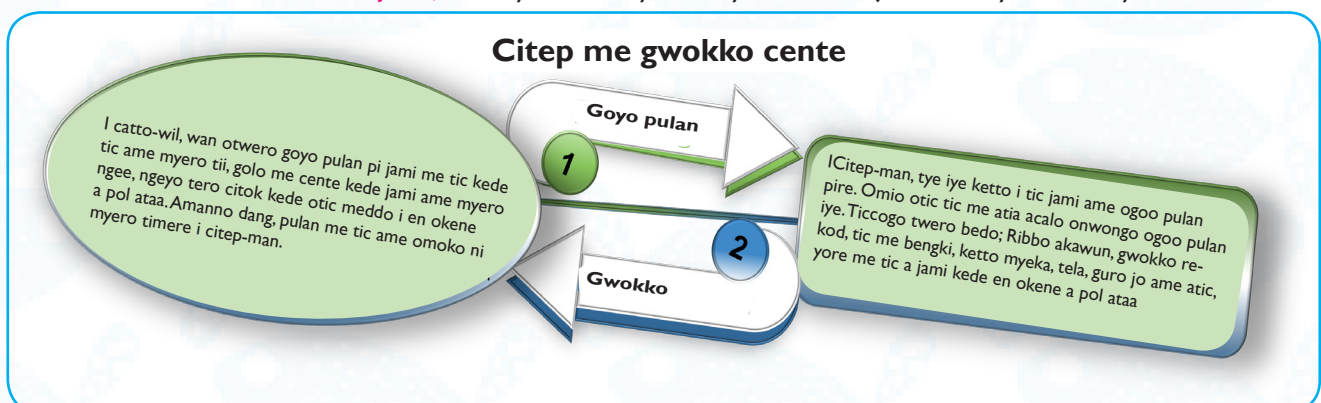 Citep me gwokko cente
Goyo pulan
1
I catto-wil, wan otwero goyo pulan pi jami me tic kede
tic ame myero tii, golo me cente kede jami ame myero
ngee, ngeyo tero citok kede otic meddo i en okene
a pol ataa. Amanno dang, pulan me tic ame omoko ni
myero timere i citep-man.
2
Gwokko
ICitep-man, tye iye ketto i tic jami ame ogoo pulan
pire. Omio otic tic me atia acalo onwongo ogoo pulan
iye. Ticcogo twero bedo; Ribbo akawun, gwokko re-
kod, tic me bengki, ketto myeka, tela, guro jo ame atic,
yore me tic a jami kede en okene a pol ataa